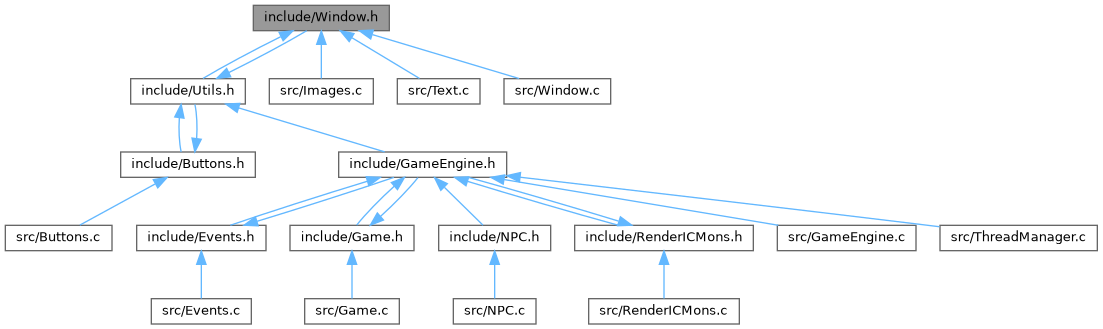 include/Window.h
include/Utils.h
src/Images.c
src/Text.c
src/Window.c
include/Buttons.h
include/GameEngine.h
src/Buttons.c
include/Events.h
include/Game.h
include/NPC.h
include/RenderICMons.h
src/GameEngine.c
src/ThreadManager.c
src/Events.c
src/Game.c
src/NPC.c
src/RenderICMons.c